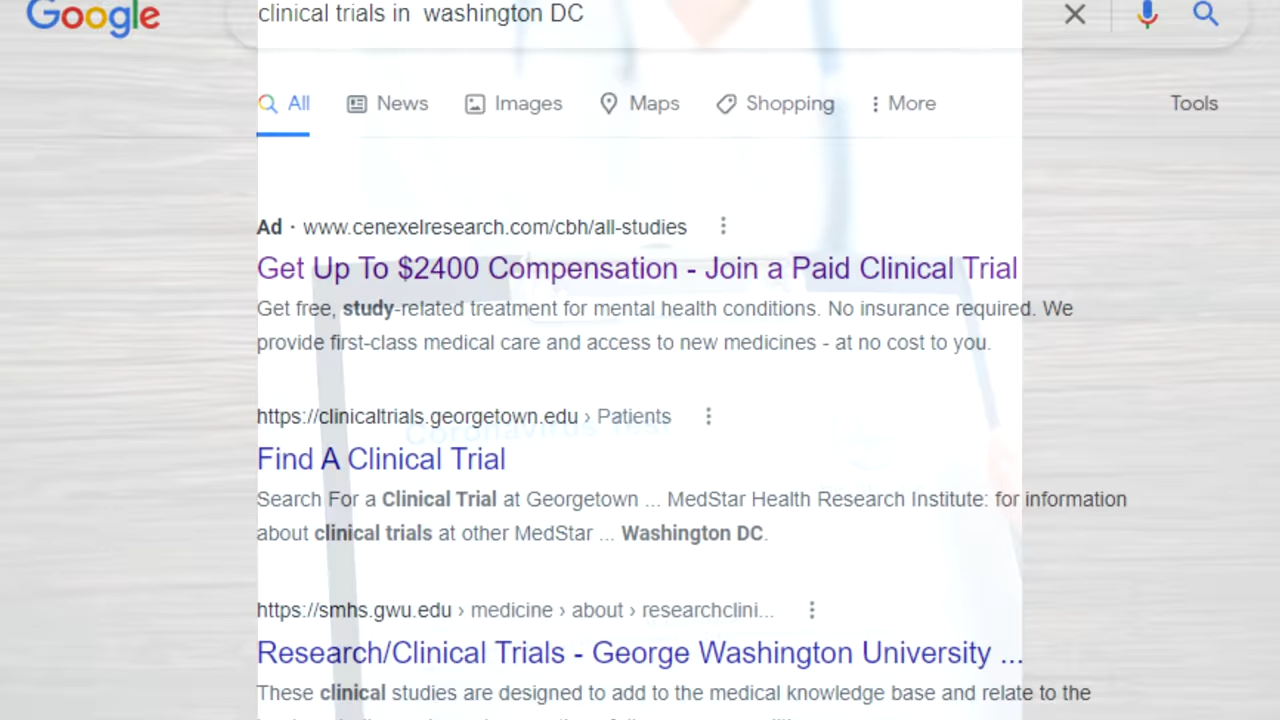 Google
clinical trials in washington DC
All News Images Maps Shopping More Tools
Ad · www.cenexelresearch.com/cbh/all-studies
Get Up To $2400 Compensation - Join a Paid Clinical Trial
Get free, study-related treatment for mental health conditions. No insurance required. We
provide first-class medical care and access to new medicines - at no cost to you.
https://clinicaltrials.georgetown.edu › Patients
Coronavirus Test
Find A Clinical Trial
Search For a Clinical Trial at Georgetown ... MedStar Health Research Institute: for information
about clinical trials at other MedStar ... Washington DC.
https://smhs.gwu.edu › medicine › about › researchclini...
Research/Clinical Trials - George Washington University ...
These clinical studies are designed to add to the medical knowledge base and relate to the